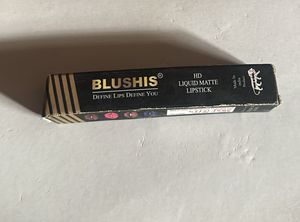 BLUSHIS®
DEFINE LIPS DEFINE YOU
HD
LIQUID MATTE
LIPSTICK